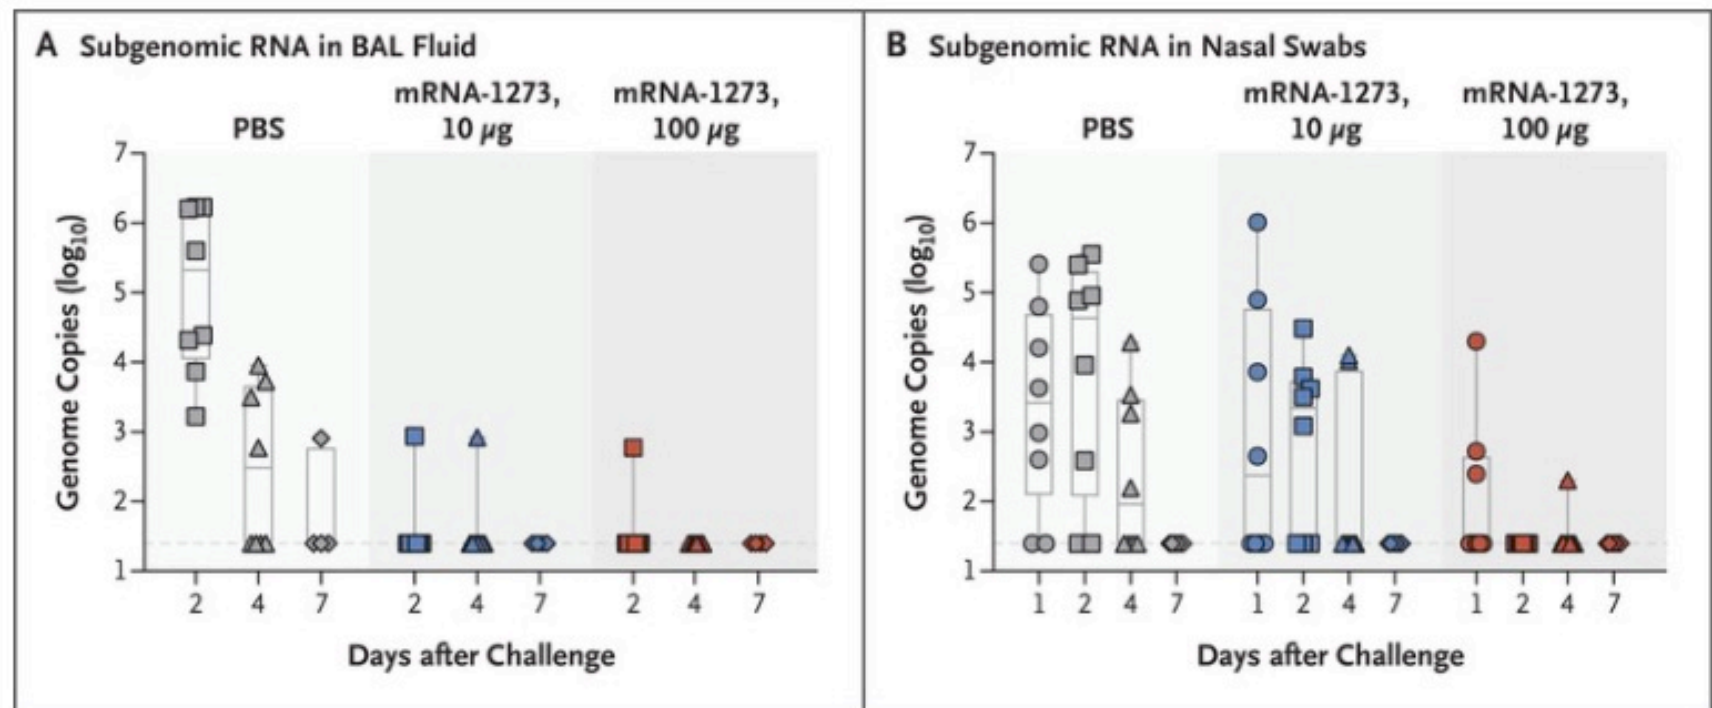 A Subgenomic RNA in BAL Fluid
PBS
mRNA-1273,
10 µg
mRNA-1273,
100 µg
Genome Copies (log10)
7
6
5
4
3
2
1
2 4 7 2 4 7 2 4 7
Days after Challenge
B Subgenomic RNA in Nasal Swabs
PBS
mRNA-1273,
10 µg
mRNA-1273,
100 µg
Genome Copies (log10)
7
6
5
4
3
2
1
1 2 4 7 1 2 4 7 1 2 4 7
Days after Challenge